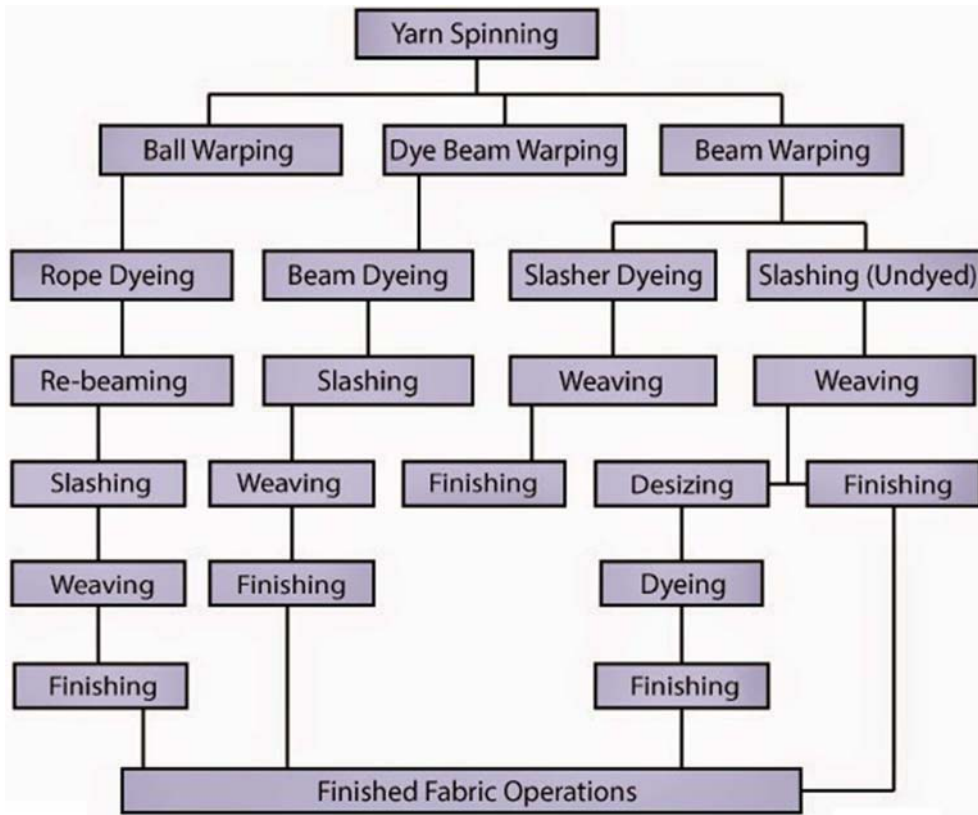 Yarn Spinning
Ball Warping
Dye Beam Warping
Beam Warping
Rope Dyeing
Beam Dyeing
Slasher Dyeing
Slashing (Undyed)
Re-beaming
Slashing
Weaving
Weaving
Slashing
Weaving
Finishing
Desizing
Finishing
Weaving
Finishing
Dyeing
Finishing
Finishing
Finished Fabric Operations